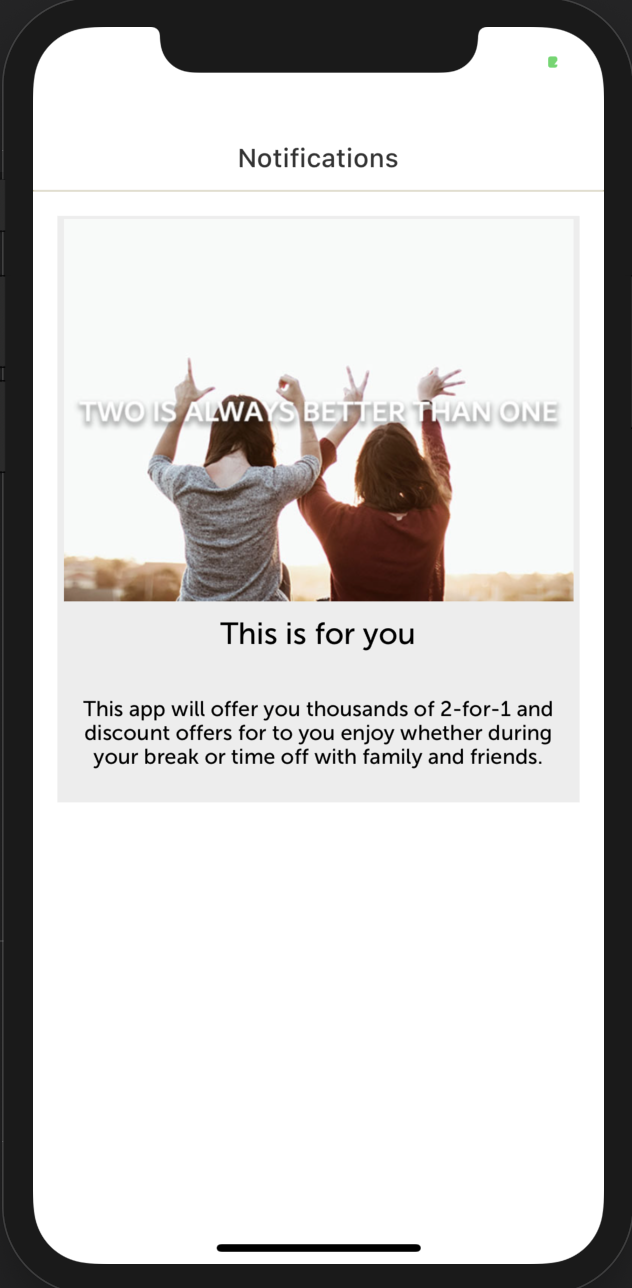 Notifications
TWO IS ALWAYS BETTER THAN ONE
This is for you
This app will offer you thousands of 2-for-1 and
discount offers for to you enjoy whether during
your break or time off with family and friends.